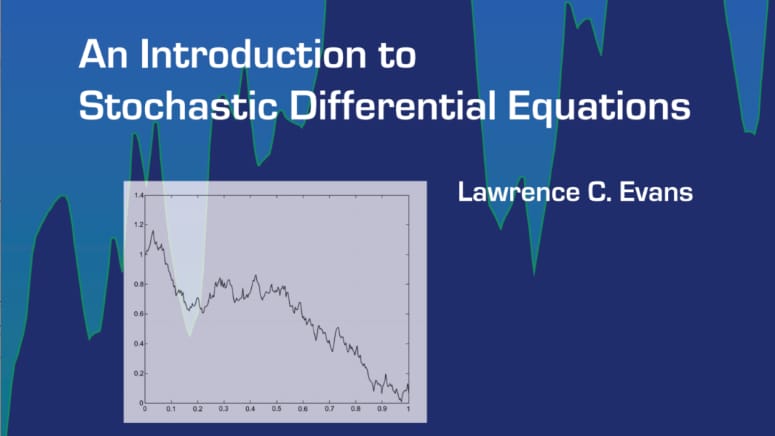 An Introduction to
Stochastic Differential Equations
Lawrence C. Evans
1.4
1.2
1
0.8
0.6
0.4
0.2
0
0 0.1 0.2 0.3 0.4 0.5 0.6 0.7 0.8 0.9 1